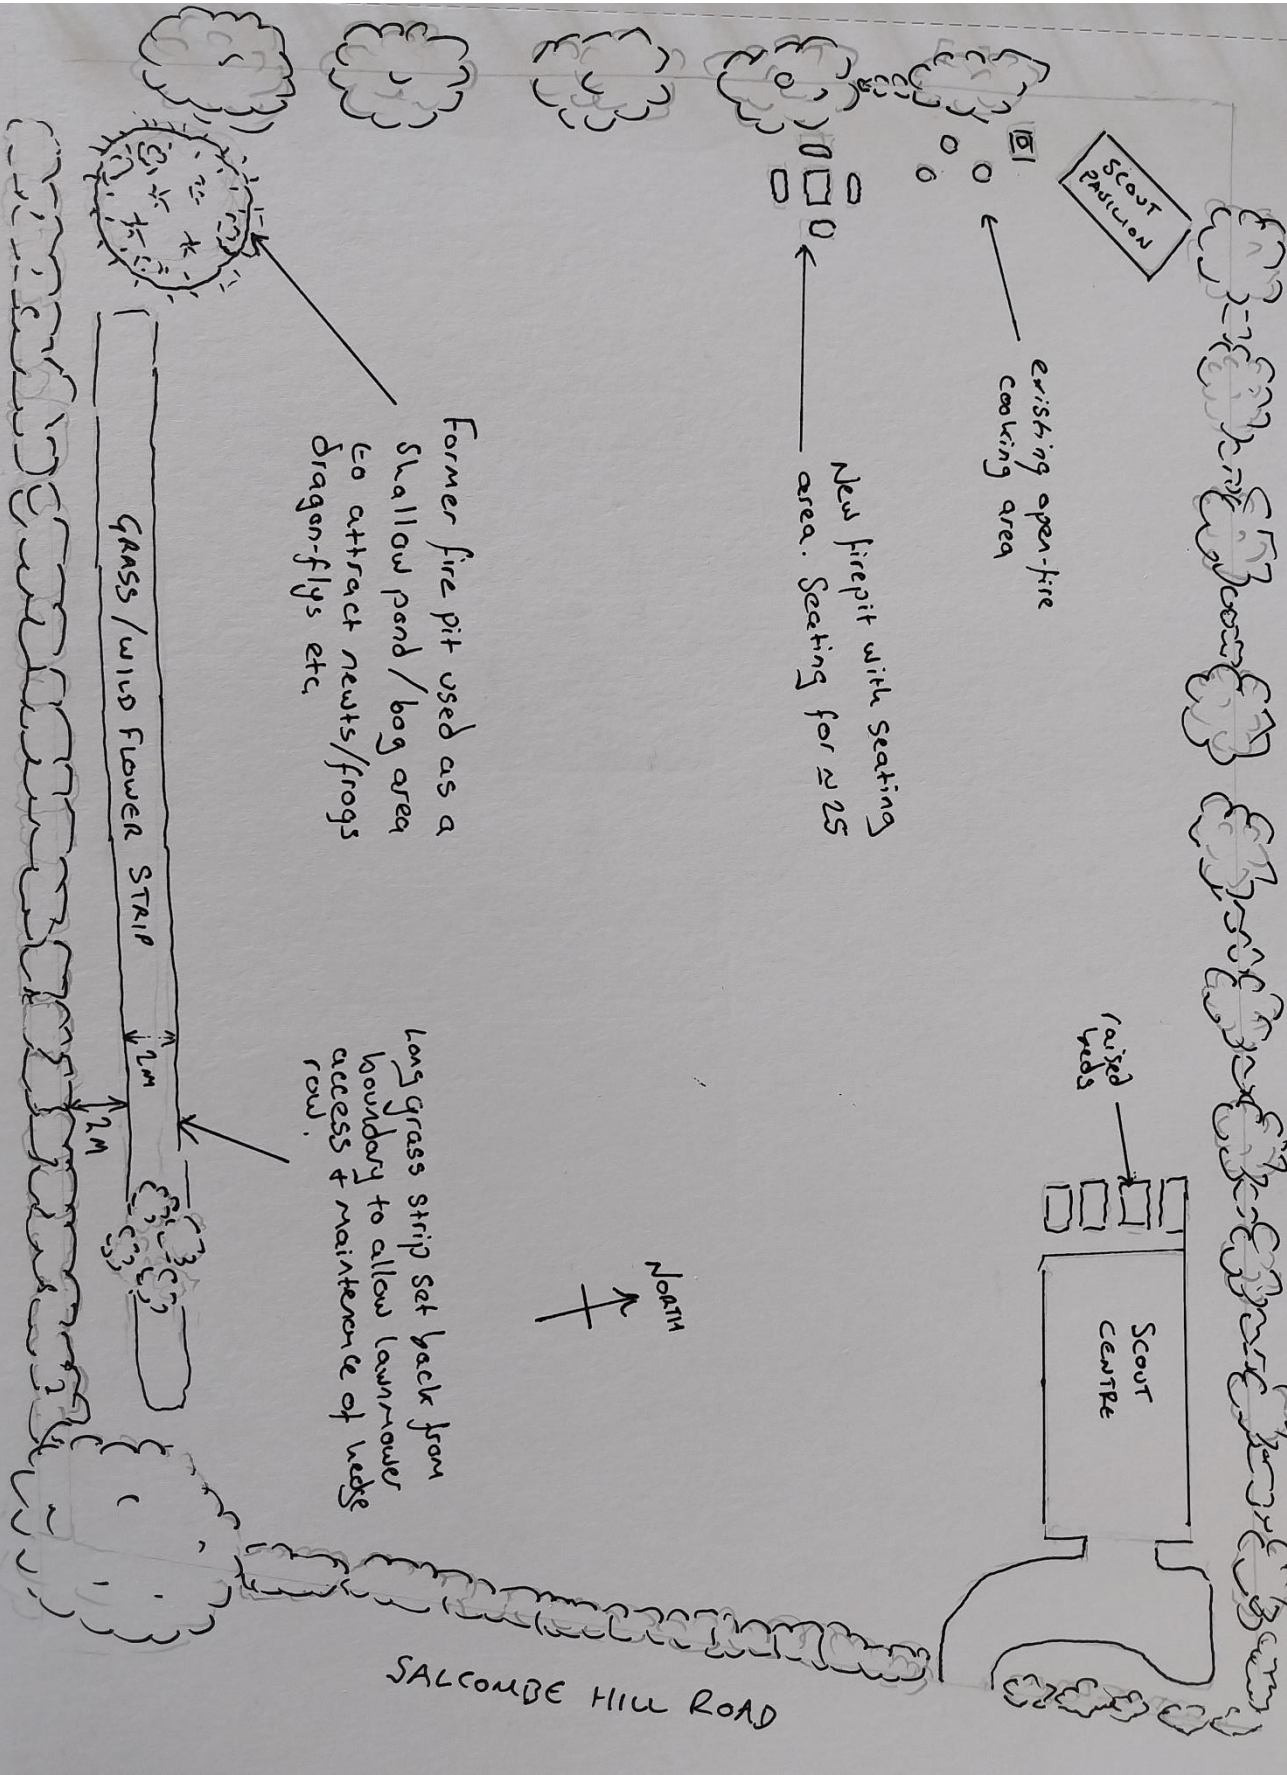 SCOUT
PAVILION
existing open-fire
cooking area
New firepit with seating
area. Seating for ≃ 25
Former fire pit used as a
Shallow pond/bog area
to attract newts/frogs
dragon-flys etc.
GRASS/WILD FLOWER STRIP
2M
2M
Long grass strip set back from
boundary to allow lawnmower
access & maintenance of hedge
row.
NORTH
raised
beds
SCOUT
CENTRE
SALCOMBE HILL ROAD